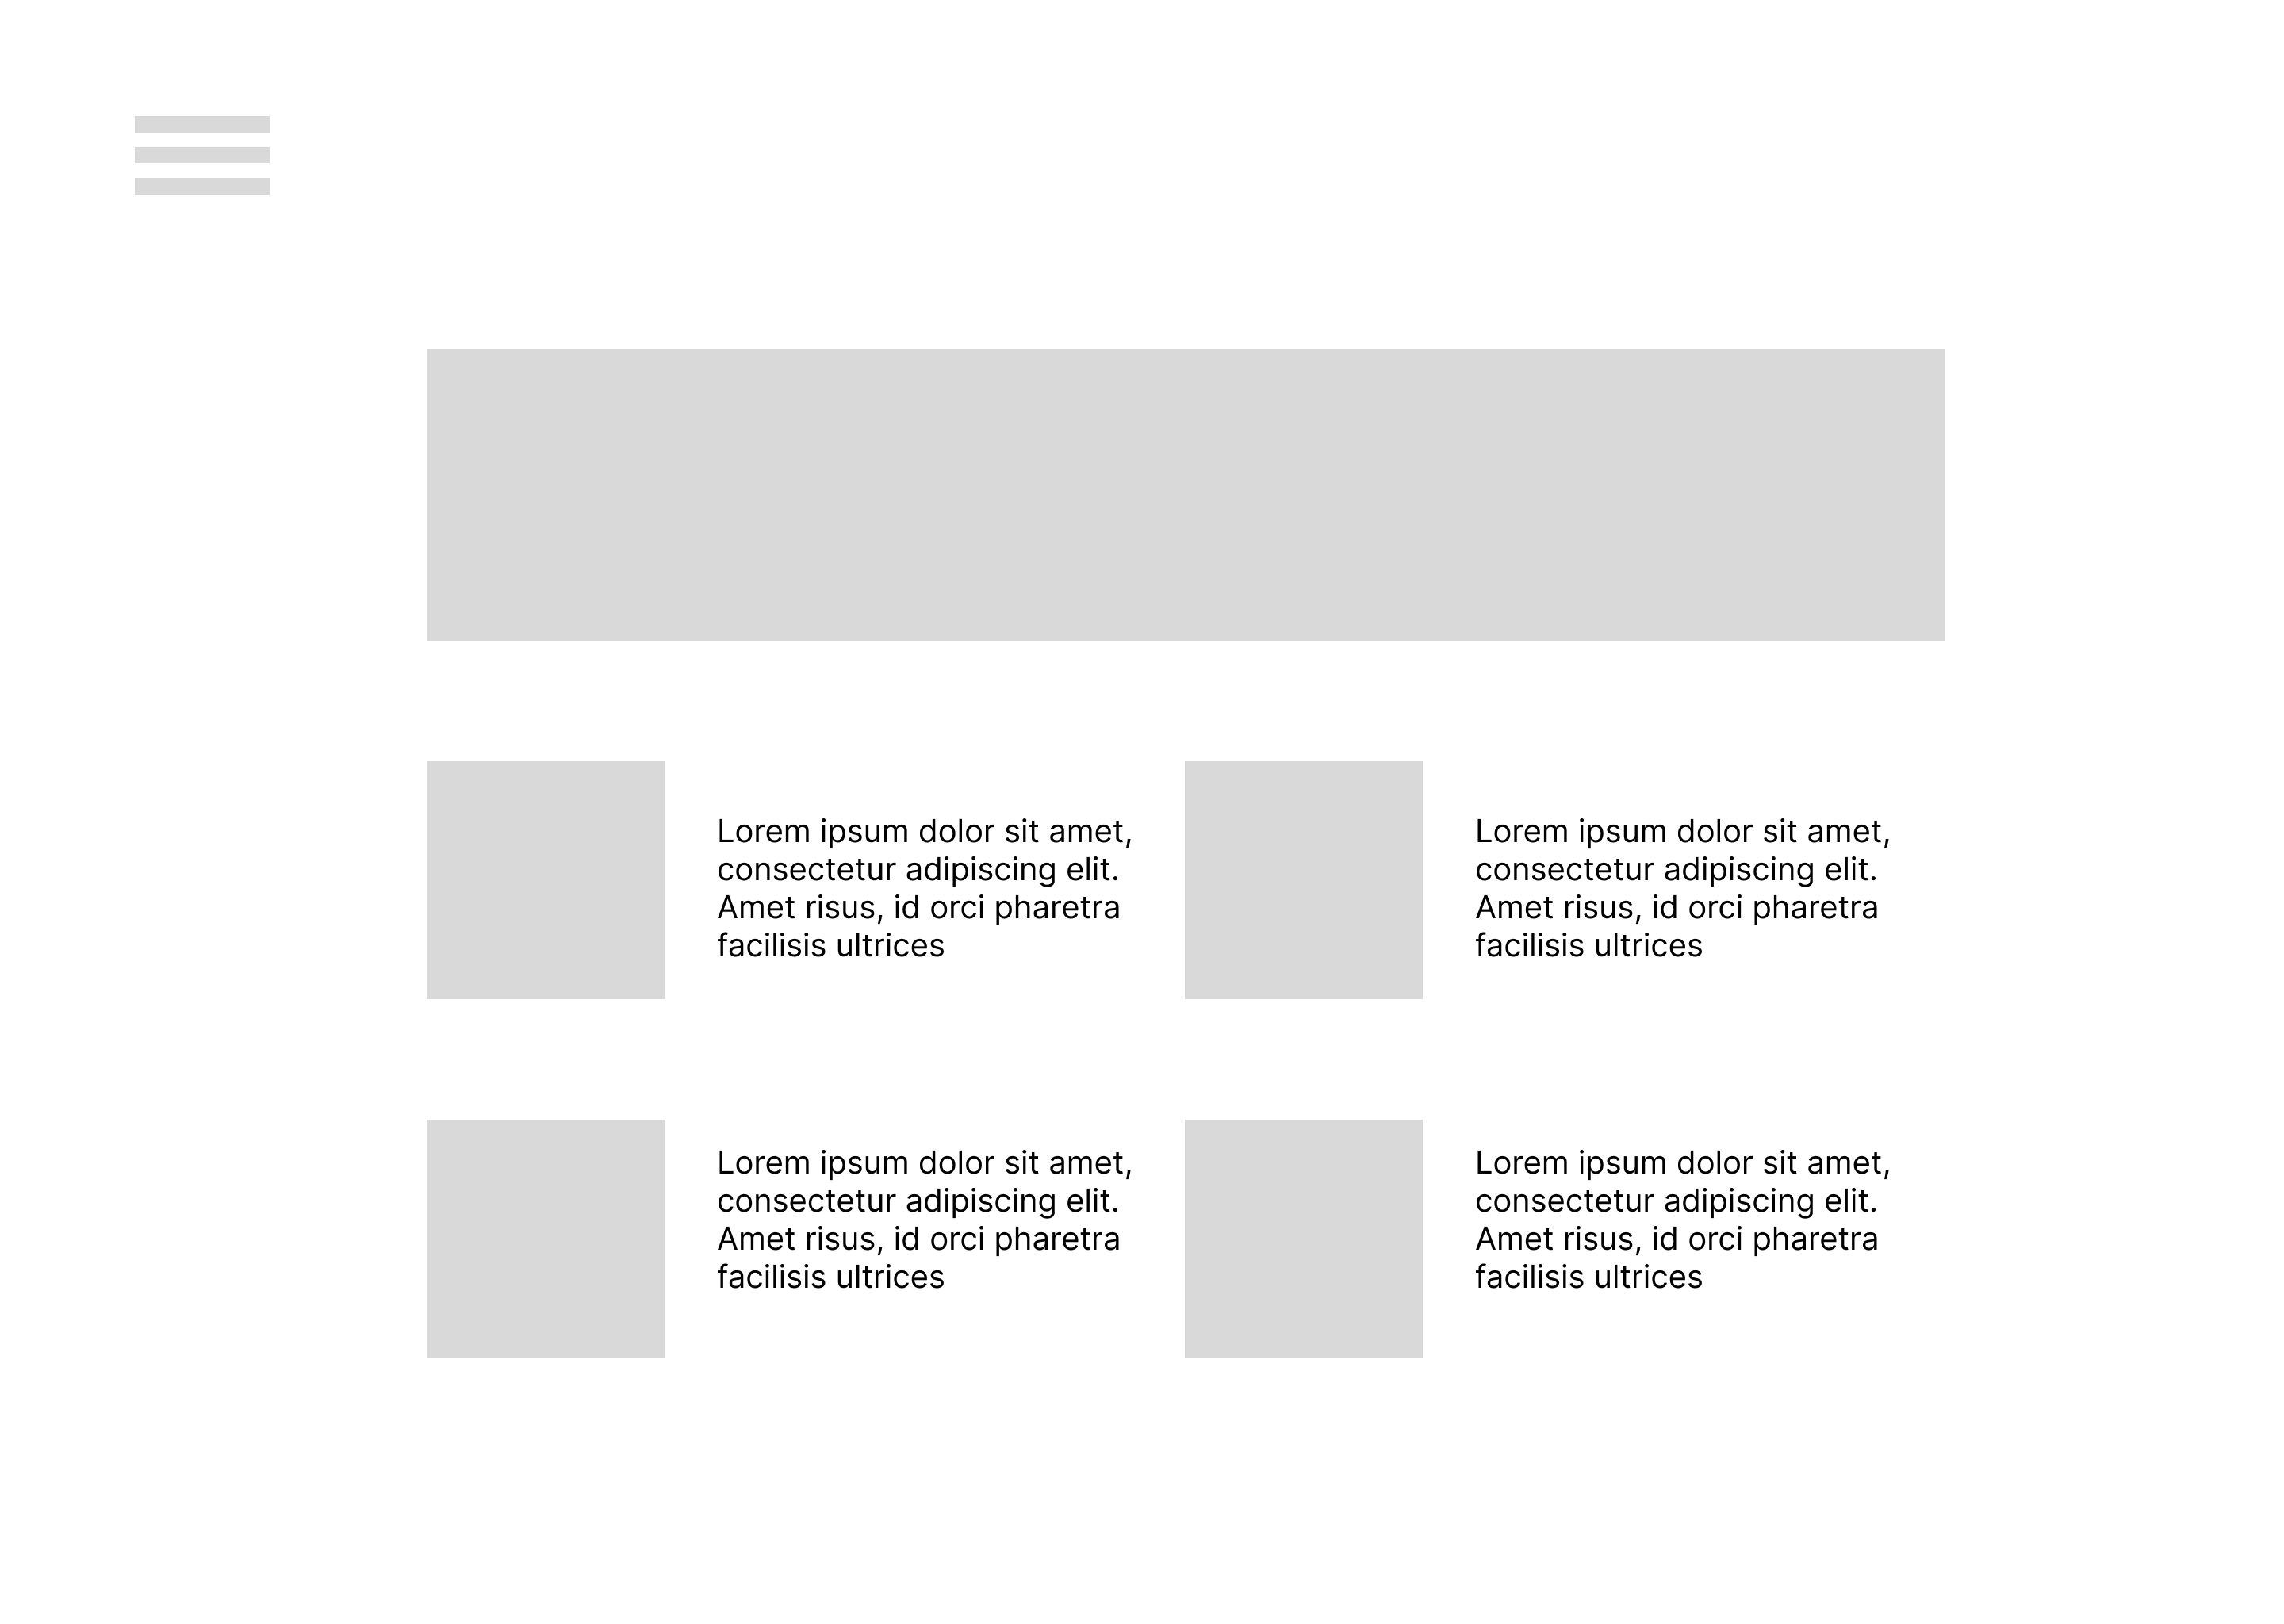 Lorem ipsum dolor sit amet,
consectetur adipiscing elit.
Amet risus, id orci pharetra
facilisis ultrices
Lorem ipsum dolor sit amet,
consectetur adipiscing elit.
Amet risus, id orci pharetra
facilisis ultrices
Lorem ipsum dolor sit amet,
consectetur adipiscing elit.
Amet risus, id orci pharetra
facilisis ultrices
Lorem ipsum dolor sit amet,
consectetur adipiscing elit.
Amet risus, id orci pharetra
facilisis ultrices